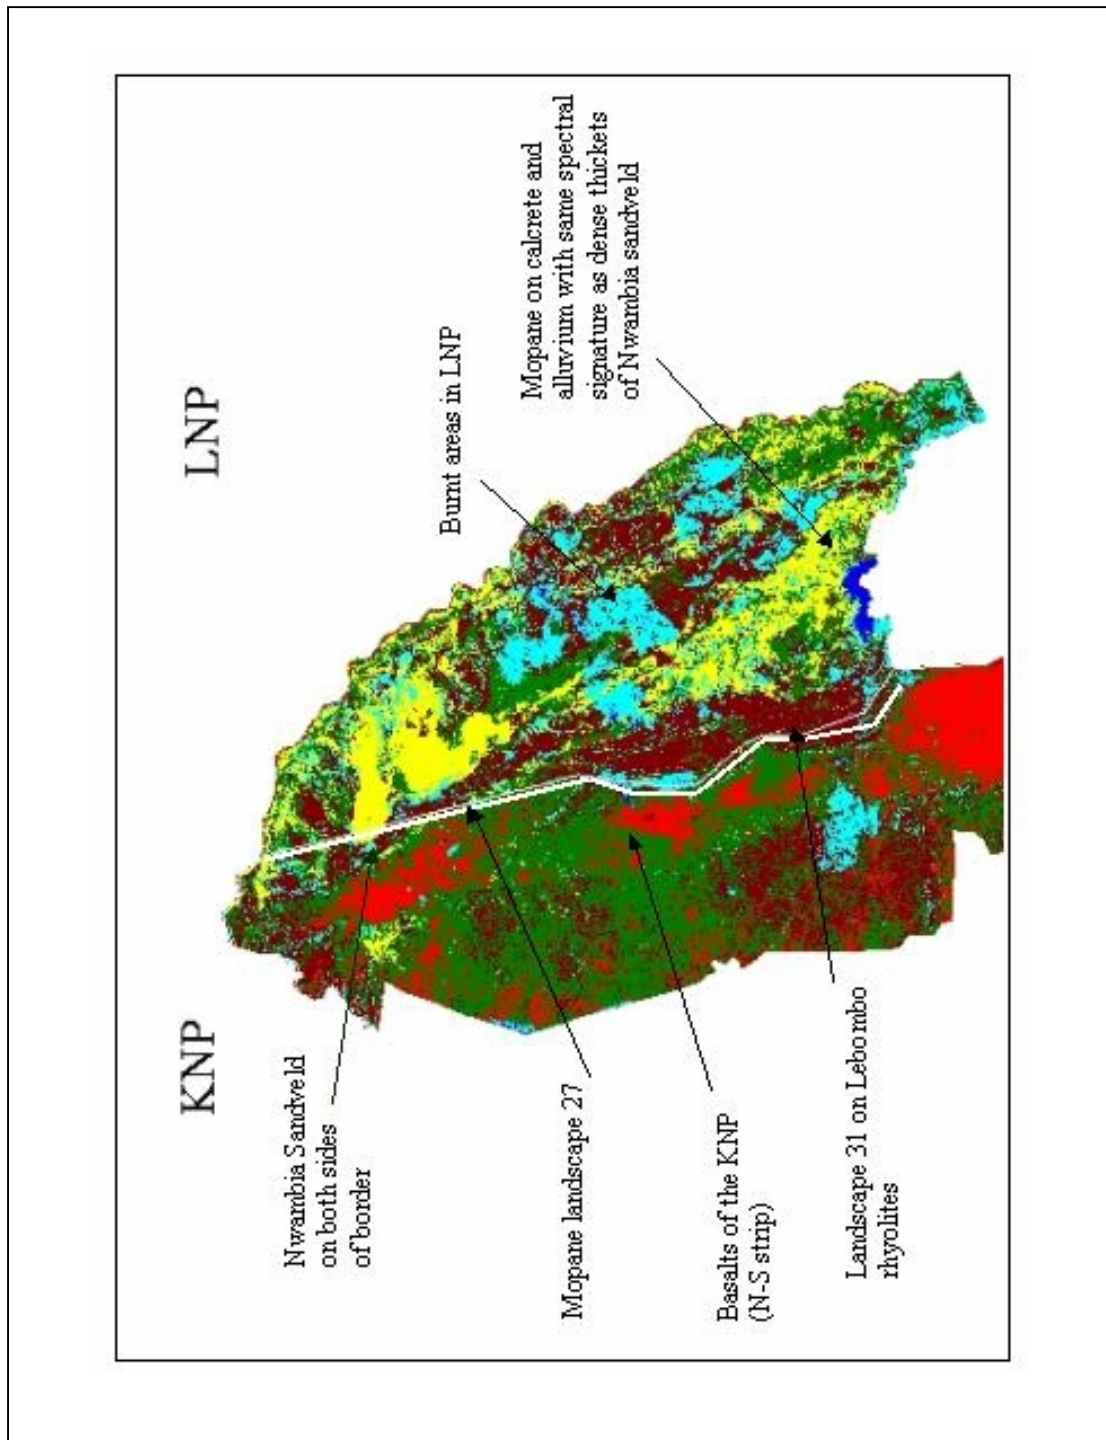 KNP
LNP
Nwambia Sandveld
on both sides
of border
Mopane landscape 27
Basalts of the KNP
(N-S strip)
Landscape 31 on Lebombo
rhyolites
Burnt areas in LNP
Mopane on calcrete and
alluvium with same spectral
signature as dense thickets
of Nwambia sandveld